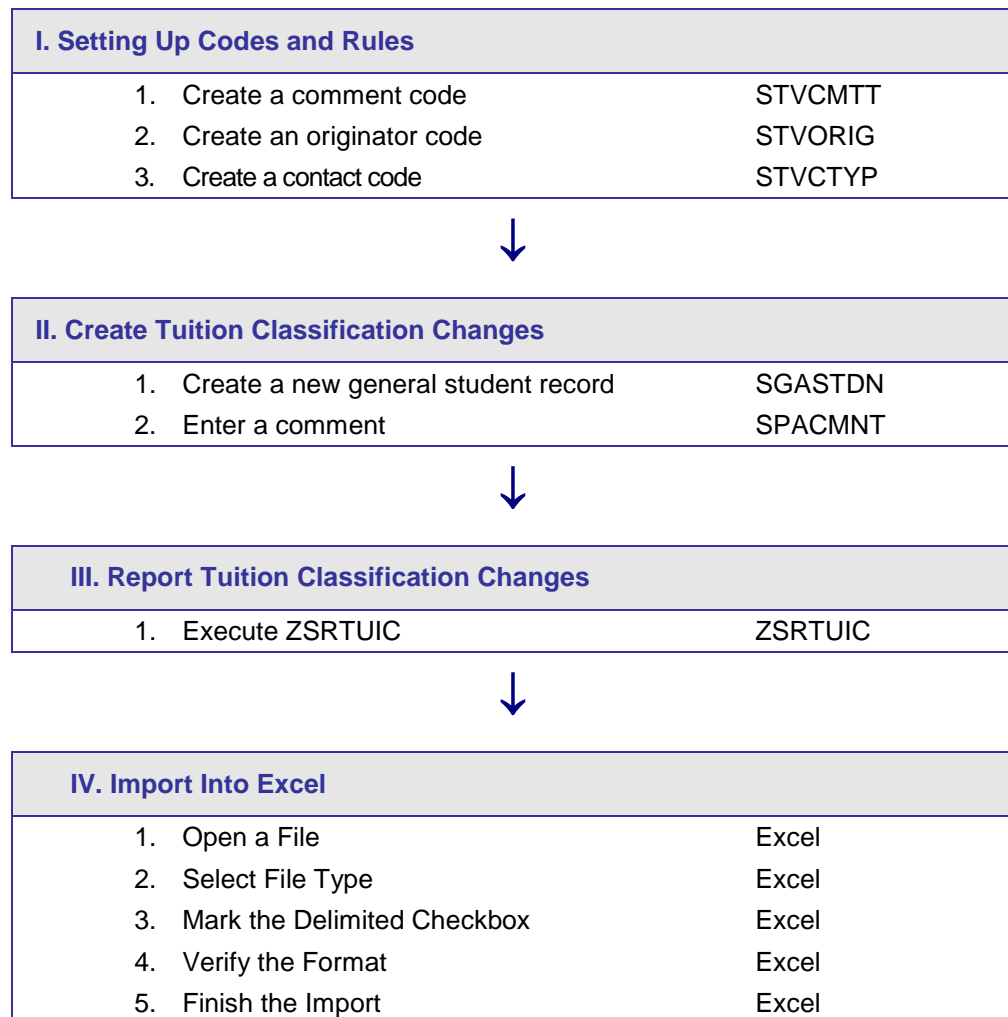 I. Setting Up Codes and Rules
1. Create a comment code STVCMTT
2. Create an originator code STVORIG
3. Create a contact code STVCTYP
↓
II. Create Tuition Classification Changes
1. Create a new general student record SGASTDN
2. Enter a comment SPACMNT
↓
III. Report Tuition Classification Changes
1. Execute ZSRTUIC ZSRTUIC
↓
IV. Import Into Excel
1. Open a File Excel
2. Select File Type Excel
3. Mark the Delimited Checkbox Excel
4. Verify the Format Excel
5. Finish the Import Excel